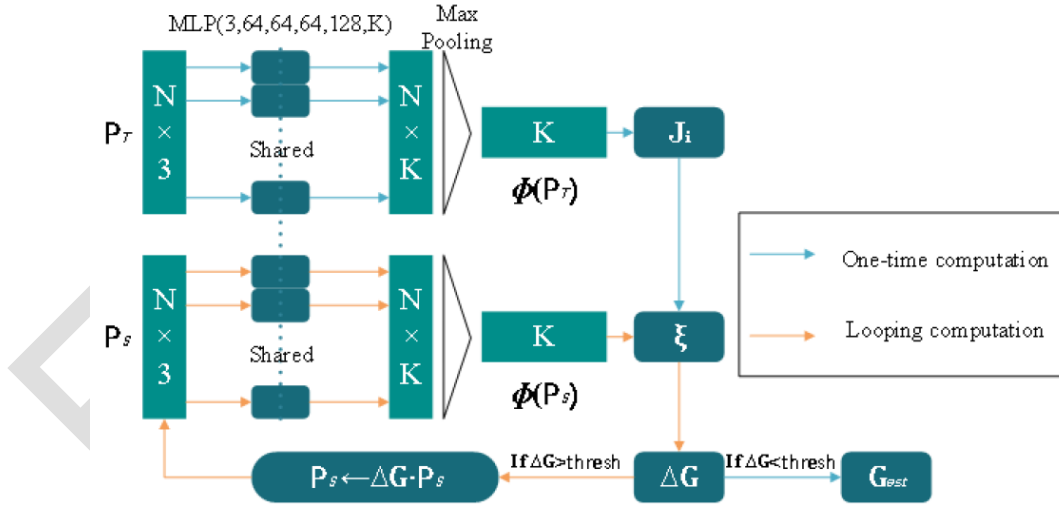 MLP(3,64,64,64,128,K)
Max
Pooling
P_T
N
×
3
Shared
N
×
K
K
ϕ(P_T)
J_i
P_S
N
×
3
Shared
N
×
K
K
ϕ(P_S)
ξ
One-time computation
Looping computation
P_S←ΔG·P_S
If ΔG>thresh
ΔG
If ΔG<thresh
G_est